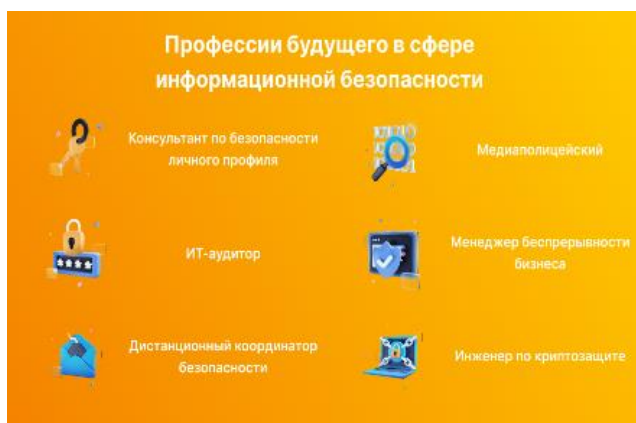 Профессии будущего в сфере
информационной безопасности
Консультант по безопасности
личного профиля
Медиаполицейский
ИТ-аудитор
Менеджер беспрерывности
бизнеса
Дистанционный координатор
безопасности
Инженер по криптозащите